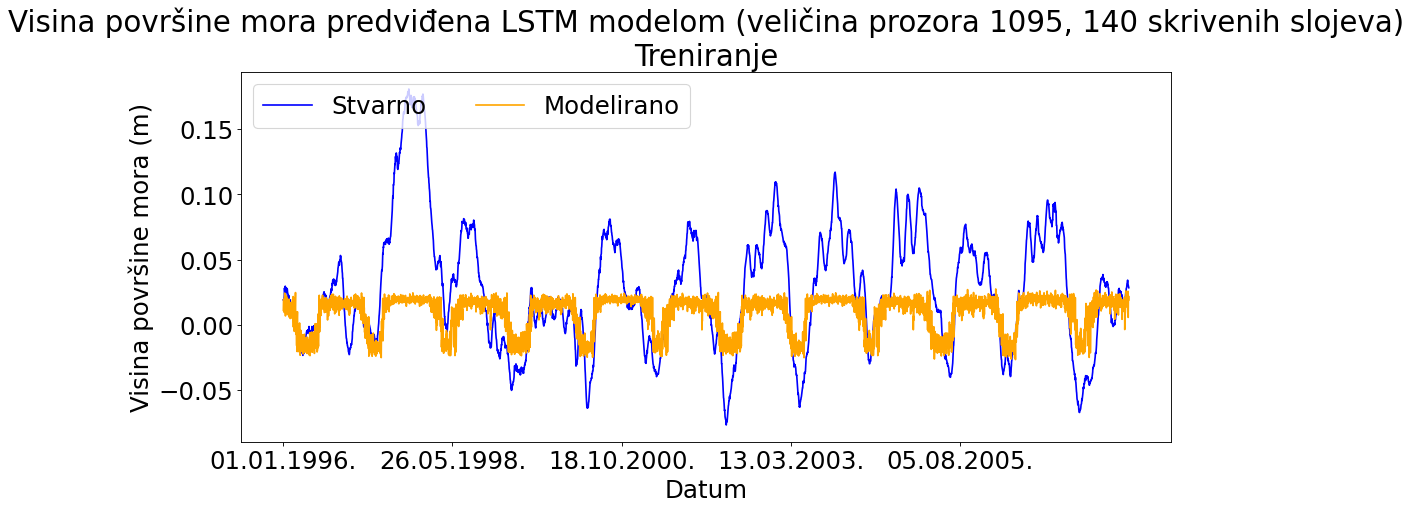 Visina površine mora predviđena LSTM modelom (veličina prozora 1095, 140 skrivenih slojeva)
Treniranje
Stvarno Modelirano
Visina površine mora (m)
0.15
0.10
0.05
0.00
−0.05
01.01.1996. 26.05.1998. 18.10.2000. 13.03.2003. 05.08.2005.
Datum